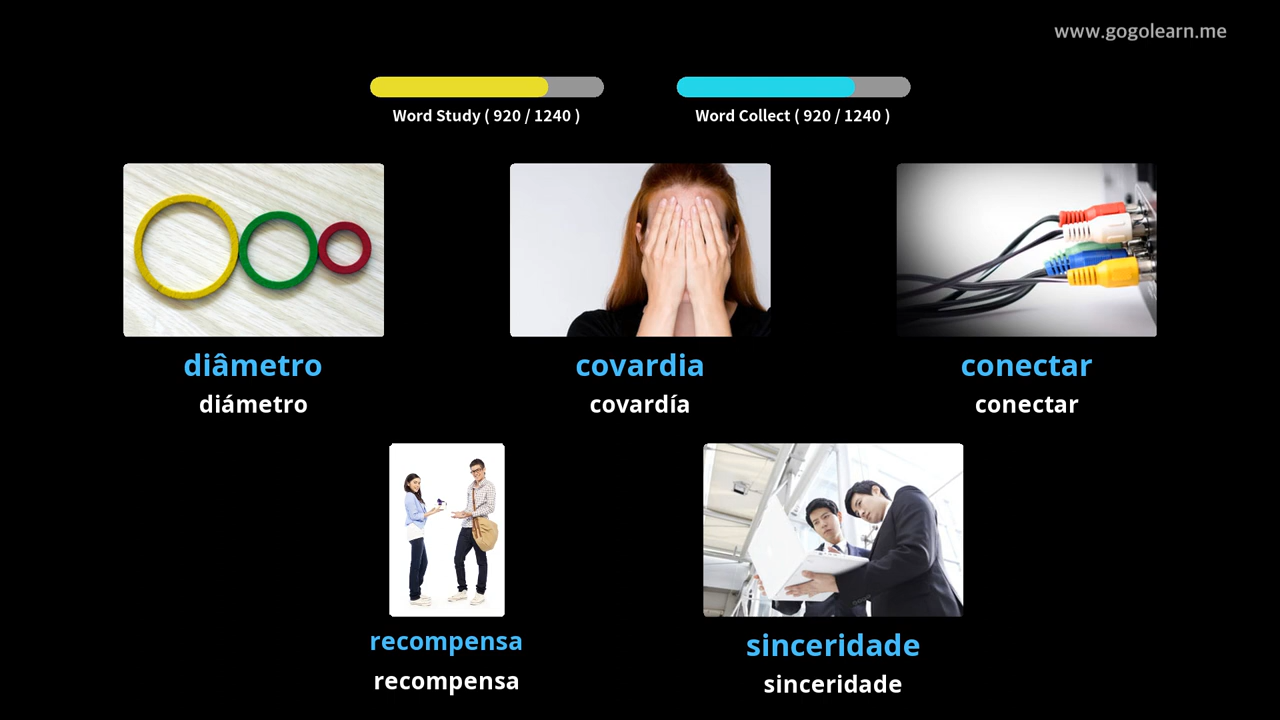 www.gogolearn.me
Word Study ( 920 / 1240 )
Word Collect ( 920 / 1240 )
diâmetro
diámetro
covardia
covardía
conectar
conectar
recompensa
recompensa
sinceridade
sinceridade